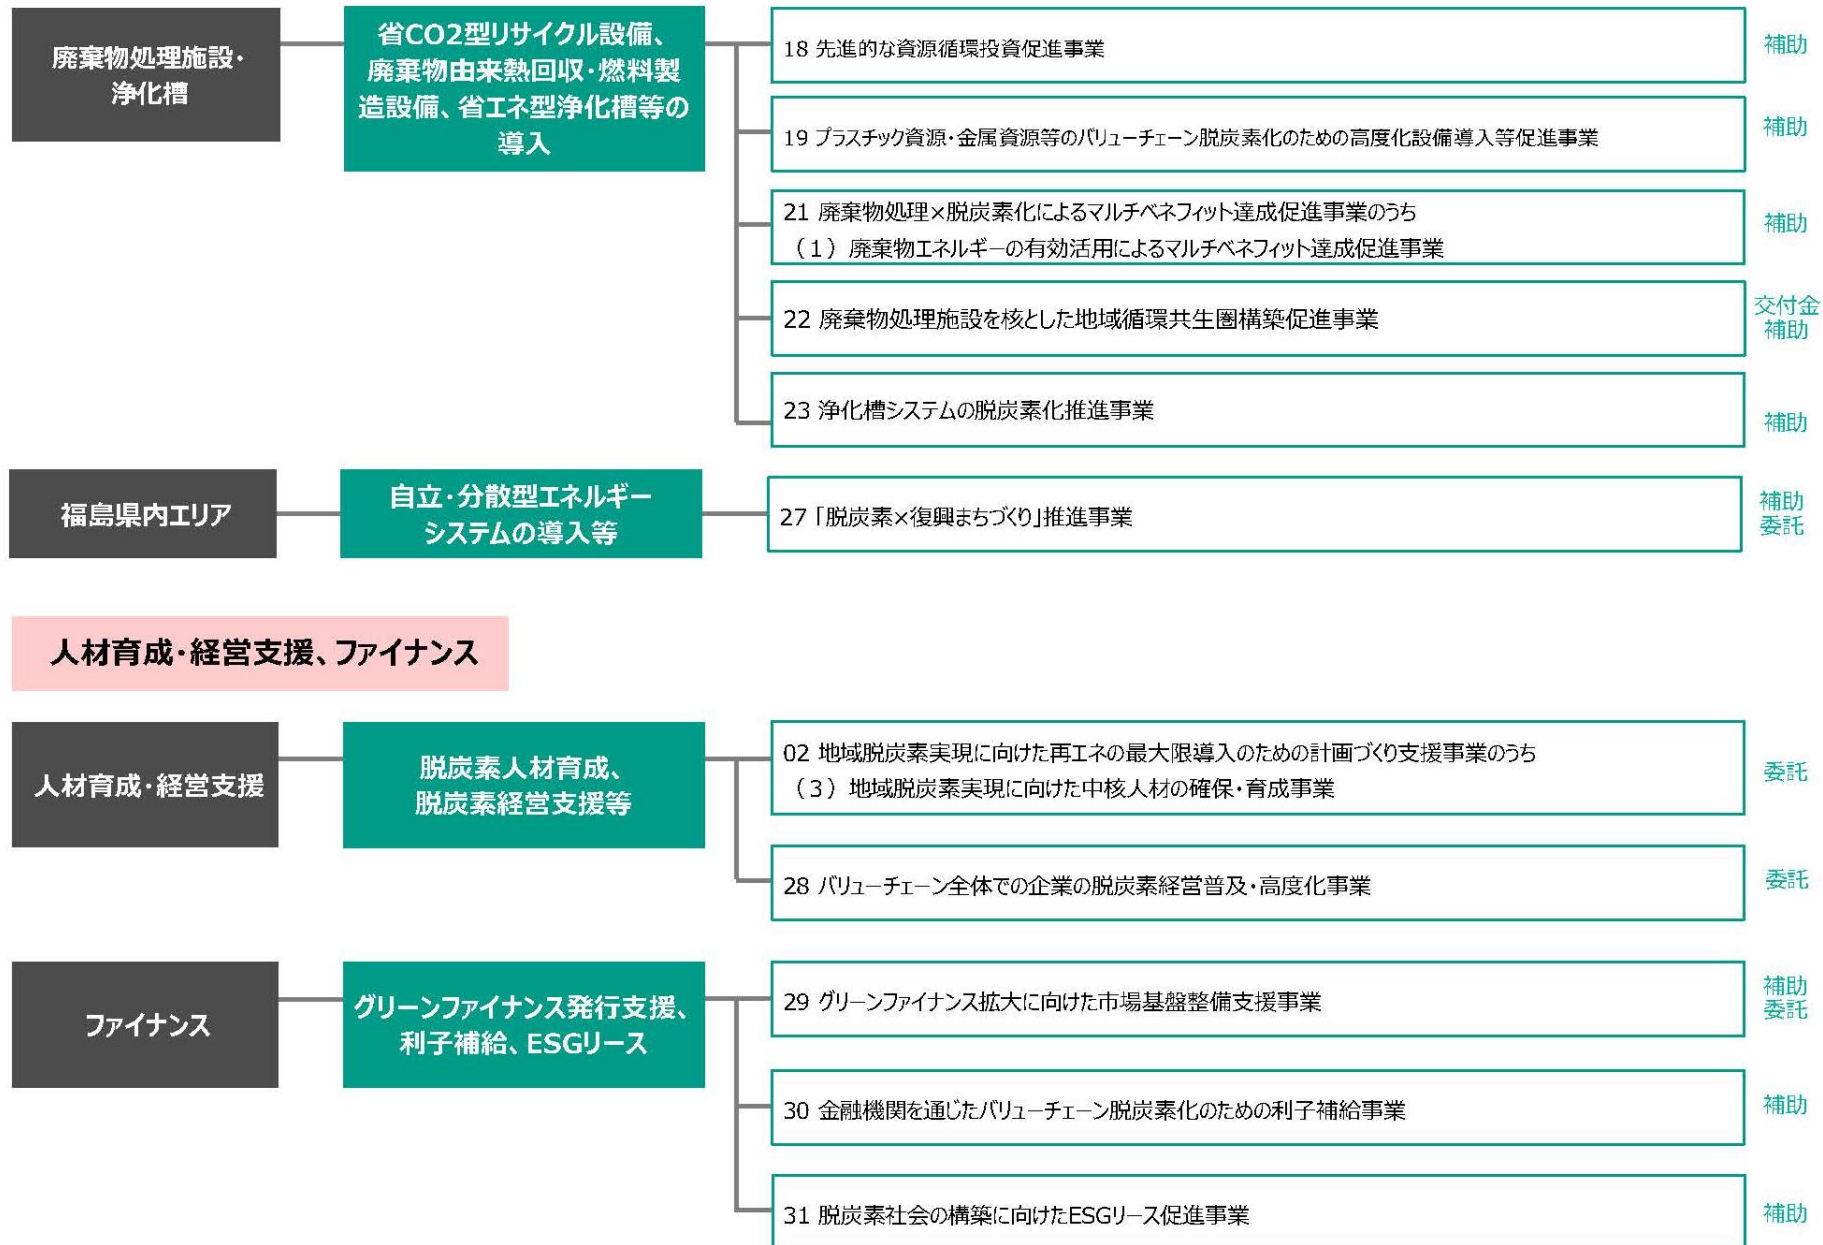 廃棄物処理施設・
浄化槽
省CO2型リサイクル設備、
廃棄物由来熱回収・燃料製
造設備、省エネ型浄化槽等の
導入
18 先進的な資源循環投資促進事業
補助
19 プラスチック資源・金属資源等のバリューチェーン脱炭素化のための高度化設備導入等促進事業
補助
21 廃棄物処理×脱炭素化によるマルチベネフィット達成促進事業のうち
（1）廃棄物エネルギーの有効活用によるマルチベネフィット達成促進事業
補助
22 廃棄物処理施設を核とした地域循環共生圏構築促進事業
交付金
補助
23 浄化槽システムの脱炭素化推進事業
補助
福島県内エリア
自立・分散型エネルギー
システムの導入等
27 「脱炭素×復興まちづくり」推進事業
補助
委託
人材育成・経営支援、ファイナンス
人材育成・経営支援
脱炭素人材育成、
脱炭素経営支援等
02 地域脱炭素実現に向けた再エネの最大限導入のための計画づくり支援事業のうち
（3）地域脱炭素実現に向けた中核人材の確保・育成事業
委託
28 バリューチェーン全体での企業の脱炭素経営普及・高度化事業
委託
ファイナンス
グリーンファイナンス発行支援、
利子補給、ESGリース
29 グリーンファイナンス拡大に向けた市場基盤整備支援事業
補助
委託
30 金融機関を通じたバリューチェーン脱炭素化のための利子補給事業
補助
31 脱炭素社会の構築に向けたESGリース促進事業
補助